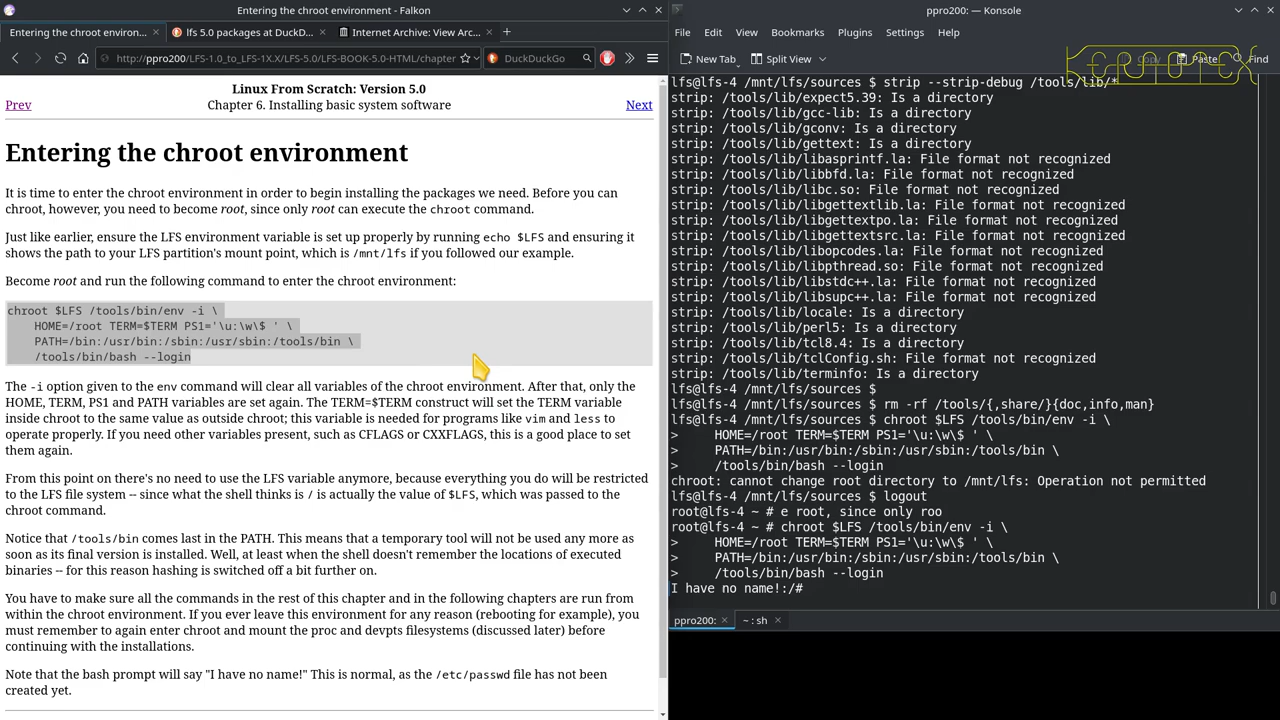 Entering the chroot environment - Falkon
Entering the chroot environ...
lfs 5.0 packages at DuckD...
Internet Archive: View Arc...
http://ppro200/LFS-1.0_to_LFS-1X.X/LFS-5.0/LFS-BOOK-5.0-HTML/chapter
DuckDuckGo
Linux From Scratch: Version 5.0
Prev
Chapter 6. Installing basic system software
Next
Entering the chroot environment
It is time to enter the chroot environment in order to begin installing the packages we need. Before you can
chroot, however, you need to become root, since only root can execute the chroot command.
Just like earlier, ensure the LFS environment variable is set up properly by running echo $LFS and ensuring it
shows the path to your LFS partition's mount point, which is /mnt/lfs if you followed our example.
Become root and run the following command to enter the chroot environment:
chroot $LFS /tools/bin/env -i \
HOME=/root TERM=$TERM PS1='\u:\w\$ ' \
PATH=/bin:/usr/bin:/sbin:/usr/sbin:/tools/bin \
/tools/bin/bash --login
The -i option given to the env command will clear all variables of the chroot environment. After that, only the
HOME, TERM, PS1 and PATH variables are set again. The TERM=$TERM construct will set the TERM variable
inside chroot to the same value as outside chroot; this variable is needed for programs like vim and less to
operate properly. If you need other variables present, such as CFLAGS or CXXFLAGS, this is a good place to set
them again.
From this point on there's no need to use the LFS variable anymore, because everything you do will be restricted
to the LFS file system -- since what the shell thinks is / is actually the value of $LFS, which was passed to the
chroot command.
Notice that /tools/bin comes last in the PATH. This means that a temporary tool will not be used any more as
soon as its final version is installed. Well, at least when the shell doesn't remember the locations of executed
binaries -- for this reason hashing is switched off a bit further on.
You have to make sure all the commands in the rest of this chapter and in the following chapters are run from
within the chroot environment. If you ever leave this environment for any reason (rebooting for example), you
must remember to again enter chroot and mount the proc and devpts filesystems (discussed later) before
continuing with the installations.
Note that the bash prompt will say "I have no name!" This is normal, as the /etc/passwd file has not been
created yet.
ppro200: — Konsole
File Edit View Bookmarks Plugins Settings Help
New Tab Split View Copy Paste Find
lfs@lfs-4 /mnt/lfs/sources $ strip --strip-debug /tools/lib/*
strip: /tools/lib/expect5.39: Is a directory
strip: /tools/lib/gcc-lib: Is a directory
strip: /tools/lib/gconv: Is a directory
strip: /tools/lib/gettext: Is a directory
strip: /tools/lib/libasprintf.la: File format not recognized
strip: /tools/lib/libbfd.la: File format not recognized
strip: /tools/lib/libc.so: File format not recognized
strip: /tools/lib/libgettextlib.la: File format not recognized
strip: /tools/lib/libgettextpo.la: File format not recognized
strip: /tools/lib/libgettextsrc.la: File format not recognized
strip: /tools/lib/libopcodes.la: File format not recognized
strip: /tools/lib/libpthread.so: File format not recognized
strip: /tools/lib/libstdc++.la: File format not recognized
strip: /tools/lib/libsupc++.la: File format not recognized
strip: /tools/lib/locale: Is a directory
strip: /tools/lib/perl5: Is a directory
strip: /tools/lib/tcl8.4: Is a directory
strip: /tools/lib/tclConfig.sh: File format not recognized
strip: /tools/lib/terminfo: Is a directory
lfs@lfs-4 /mnt/lfs/sources $
lfs@lfs-4 /mnt/lfs/sources $ rm -rf /tools/{,share/}{doc,info,man}
lfs@lfs-4 /mnt/lfs/sources $ chroot $LFS /tools/bin/env -i \
> HOME=/root TERM=$TERM PS1='\u:\w\$ ' \
> PATH=/bin:/usr/bin:/sbin:/usr/sbin:/tools/bin \
> /tools/bin/bash --login
chroot: cannot change root directory to /mnt/lfs: Operation not permitted
lfs@lfs-4 /mnt/lfs/sources $ logout
root@lfs-4 ~ # e root, since only roo
root@lfs-4 ~ # chroot $LFS /tools/bin/env -i \
> HOME=/root TERM=$TERM PS1='\u:\w\$ ' \
> PATH=/bin:/usr/bin:/sbin:/usr/sbin:/tools/bin \
> /tools/bin/bash --login
I have no name!:/#
ppro200:
~ : sh